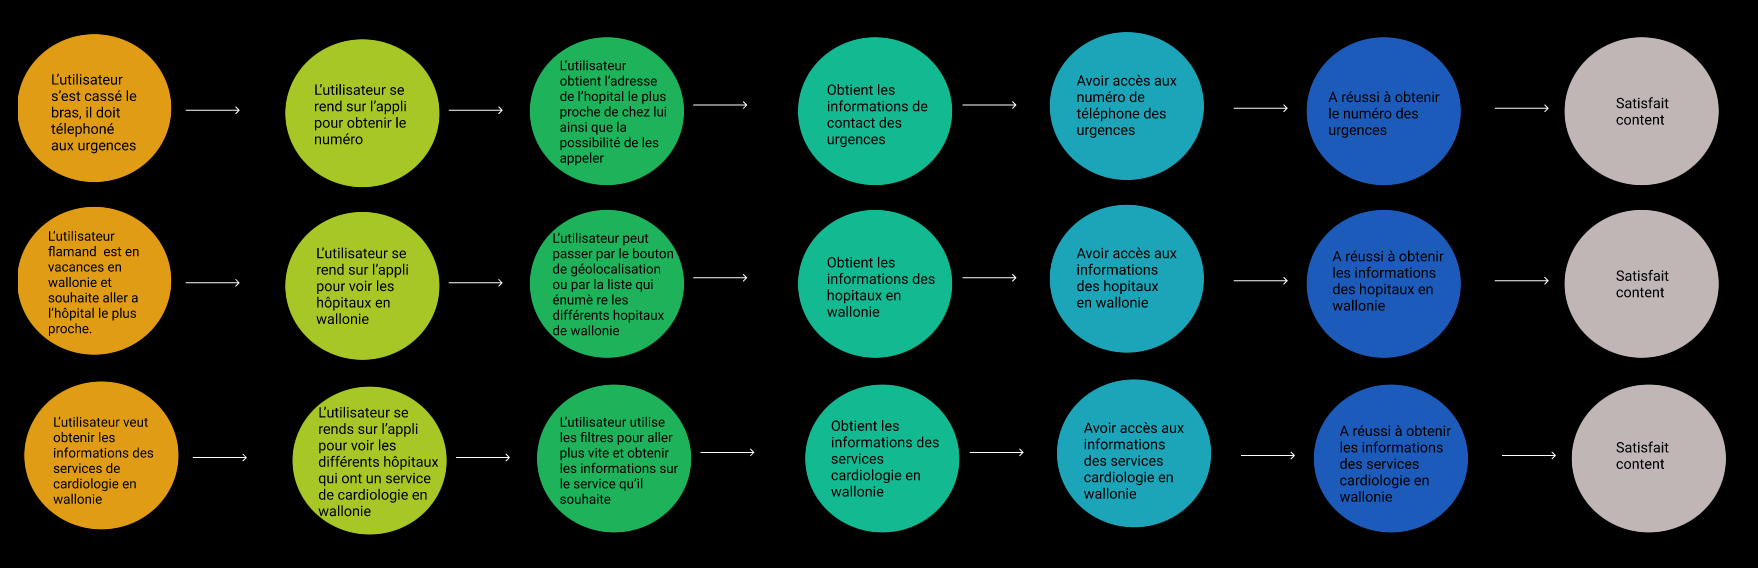 L'utilisateur
s'est cassé le
bras, il doit
télephoné
aux urgences
L'utilisateur se
rend sur l'appli
pour obtenir le
numéro
L'utilisateur
obtient l'adresse
de l'hopital le plus
proche de chez lui
ainsi que la
possibilité de les
appeler
Obtient les
informations de
contact des
urgences
Avoir accès aux
numéro de
téléphone des
urgences
A réussi à obtenir
le numéro des
urgences
Satisfait
content
L'utilisateur
flamand est en
vacances en
wallonie et
souhaite aller a
l'hôpital le plus
proche.
L'utilisateur se
rend sur l'appli
pour voir les
hôpitaux en
wallonie
L'utilisateur peut
passer par le bouton
de géolocalisation
ou par la liste qui
énumè re les
différents hopitaux
de wallonie
Obtient les
informations des
hopitaux en
wallonie
Avoir accès aux
informations
des hopitaux
en wallonie
A réussi à obtenir
les informations
des hopitaux en
wallonie
Satisfait
content
L'utilisateur veut
obtenir les
informations des
services de
cardiologie en
wallonie
L'utilisateur se
rends sur l'appli
pour voir les
différents hôpitaux
qui ont un service
de cardiologie en
wallonie
L'utilisateur utilise
les filtres pour aller
plus vite et obtenir
les informations sur
le service qu'il
souhaite
Obtient les
informations des
services
cardiologie en
wallonie
Avoir accès aux
informations
des services
cardiologie en
wallonie
A réussi à obtenir
les informations
des services
cardiologie en
wallonie
Satisfait
content